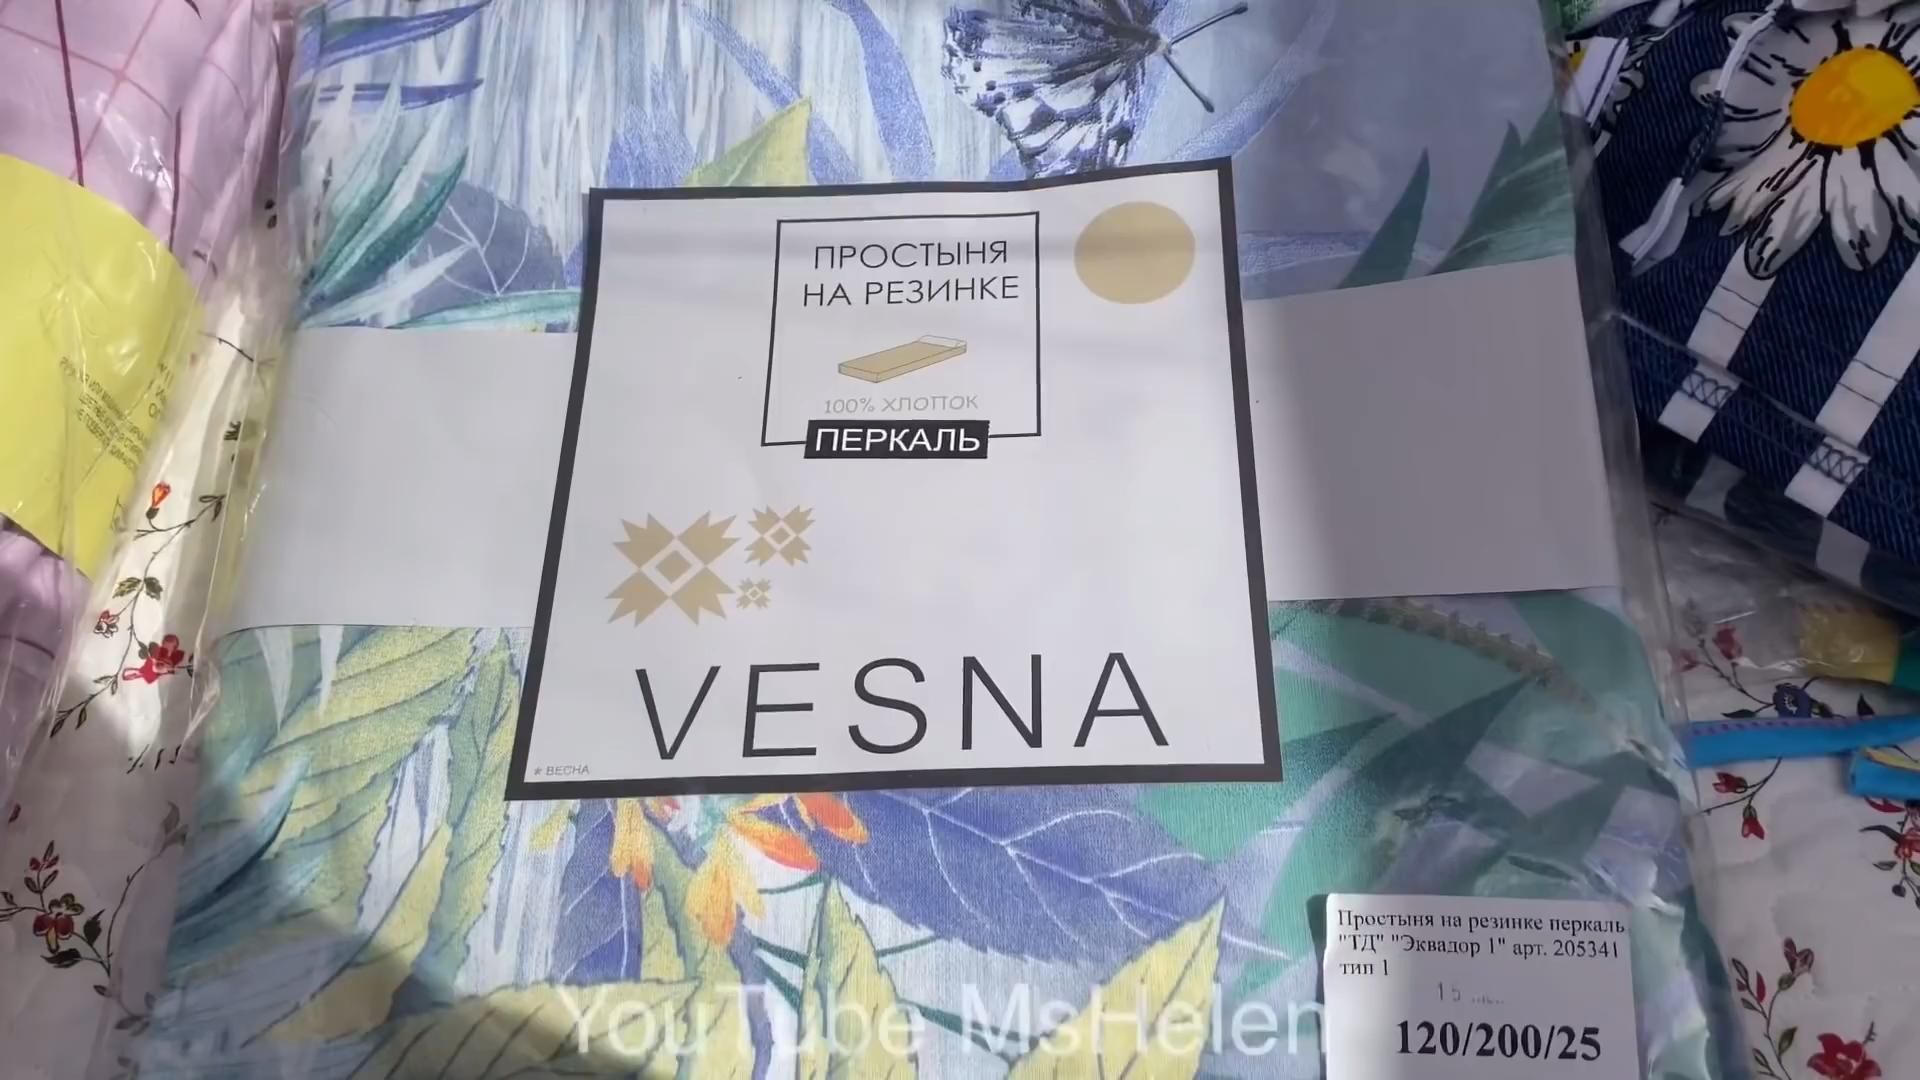 ПРОСТЫНЯ
НА РЕЗИНКЕ
100% ХЛОПОК
ПЕРКАЛЬ
VESNA
* ВЕСНА
Простыня на резинке перкаль
"ТД" "Эквадор 1" арт. 205341
тип 1
120/200/25
YouTube MsHelen